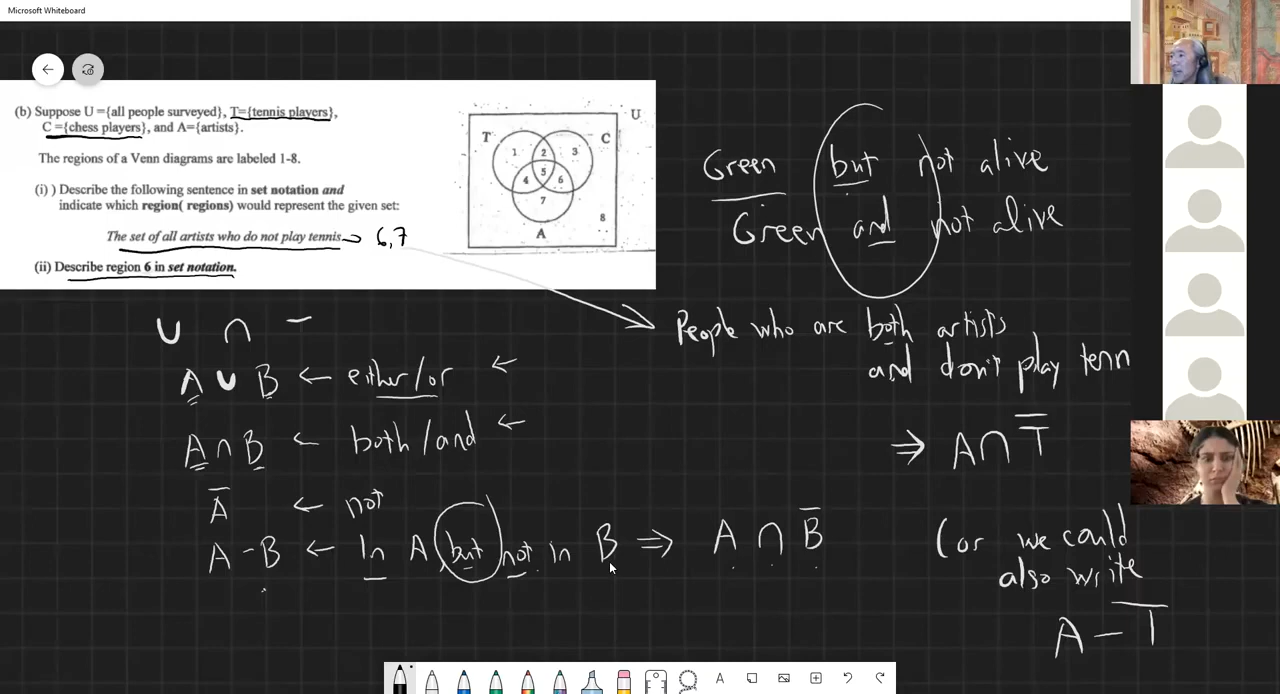 Microsoft Whiteboard
(b) Suppose U ={all people surveyed}, T={tennis players},
C ={chess players}, and A={artists}.
The regions of a Venn diagrams are labeled 1-8.
(i) ) Describe the following sentence in set notation and
indicate which region( regions) would represent the given set:
The set of all artists who do not play tennis → 6,7
(ii) Describe region 6 in set notation.
U
T C
1 2 3
5
4 6
7
8
A
Green but not alive
Green and not alive
People who are both artists
and don't play tenn
⇒ A∩T̅
(or we could
also write
A – T
∪ ∩ ‾
A ∪ B ← either/or ←
A ∩ B ← both/and ←
A̅ ← not
A - B ← In A but not in B ⇒ A ∩ B̅
A